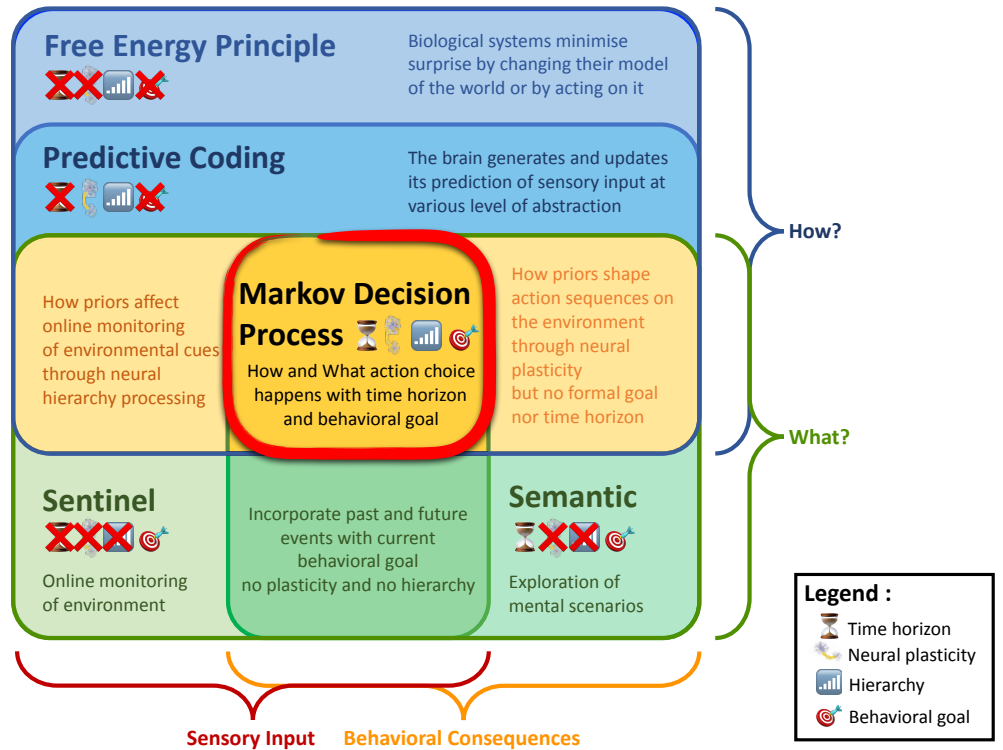 Free Energy Principle
Biological systems minimise
surprise by changing their model
of the world or by acting on it
Predictive Coding
The brain generates and updates
its prediction of sensory input at
various level of abstraction
How?
How priors affect
online monitoring
of environmental cues
through neural
hierarchy processing
Markov Decision
Process
How and What action choice
happens with time horizon
and behavioral goal
How priors shape
action sequences on
the environment
through neural
plasticity
but no formal goal
nor time horizon
What?
Sentinel
Online monitoring
of environment
Incorporate past and future
events with current
behavioral goal
no plasticity and no hierarchy
Semantic
Exploration of
mental scenarios
Legend :
Time horizon
Neural plasticity
Hierarchy
Behavioral goal
Sensory Input
Behavioral Consequences